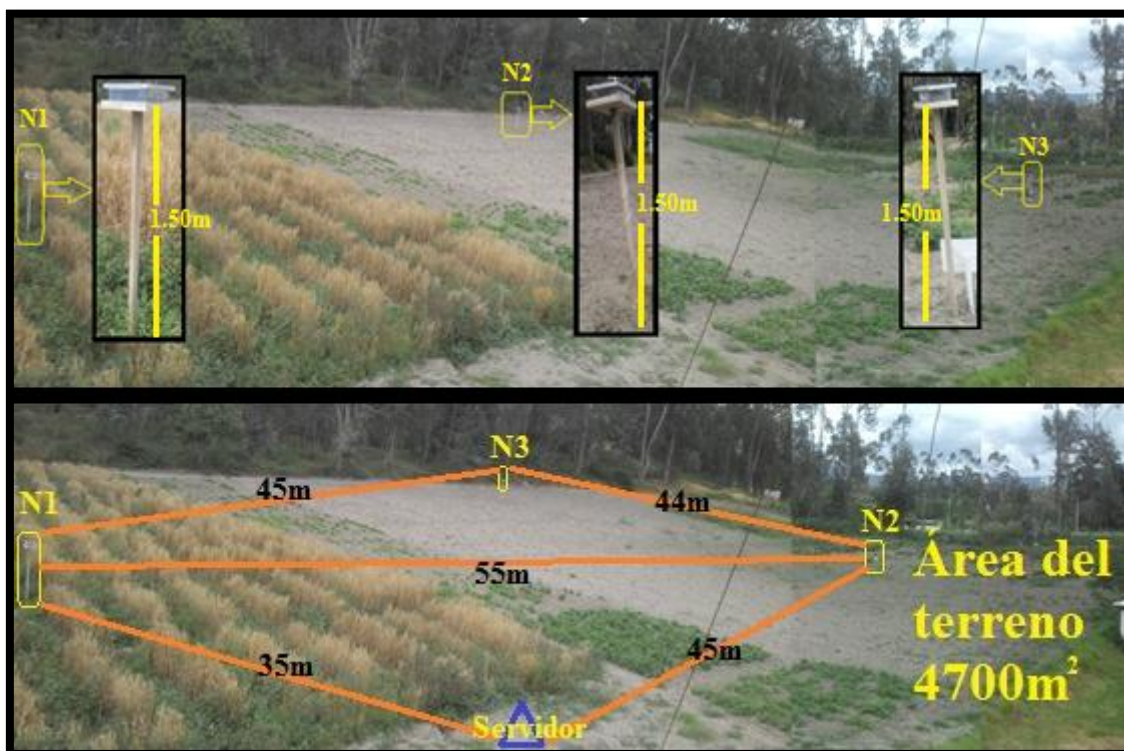 N1
N2
N3
1.50m
1.50m
1.50m
N3
N1
N2
45m
44m
55m
35m
45m
Servidor
Área del
terreno
4700m²